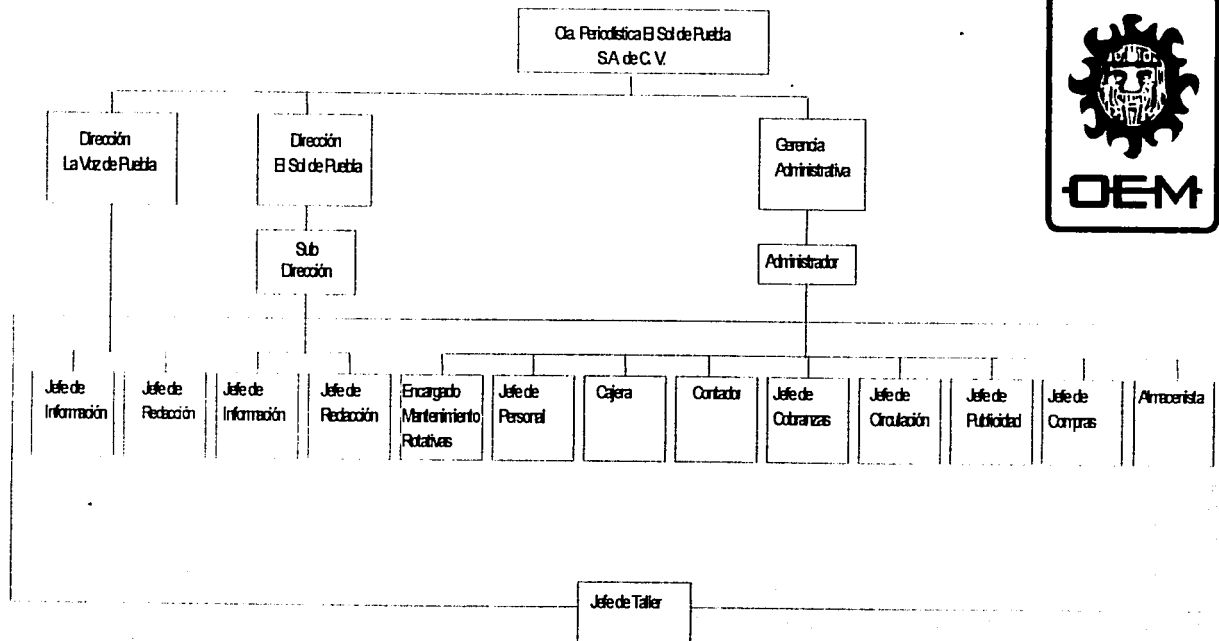 Cia. Periodística El Sol de Puebla
S.A. de C. V.
OEM
Dirección
La Voz de Puebla
Dirección
El Sol de Puebla
Gerencia
Administrativa
Sub
Dirección
Administrador
Jefe de
Información
Jefe de
Redacción
Jefe de
Información
Jefe de
Redacción
Encargado
Mantenimiento
Rotativas
Jefe de
Personal
Cajera
Contador
Jefe de
Cobranzas
Jefe de
Circulación
Jefe de
Publicidad
Jefe de
Compras
Almacenista
Jefe de Taller